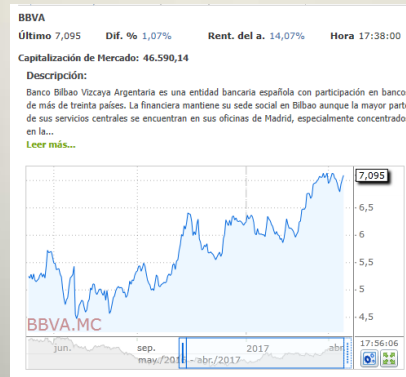 BBVA
Último 7,095 Dif. % 1,07% Rent. del a. 14,07% Hora 17:38:00
Capitalización de Mercado: 46.590,14
Descripción:
Banco Bilbao Vizcaya Argentaria es una entidad bancaria española con participación en banco
de más de treinta países. La financiera mantiene su sede social en Bilbao aunque la mayor part
de sus servicios centrales se encuentran en sus oficinas de Madrid, especialmente concentrado
en la...
Leer más...
7,095
6,5
6
5,5
5
4,5
BBVA.MC
jun. sep. 2017 abr.
may./2016 - abr./2017
17:56:06